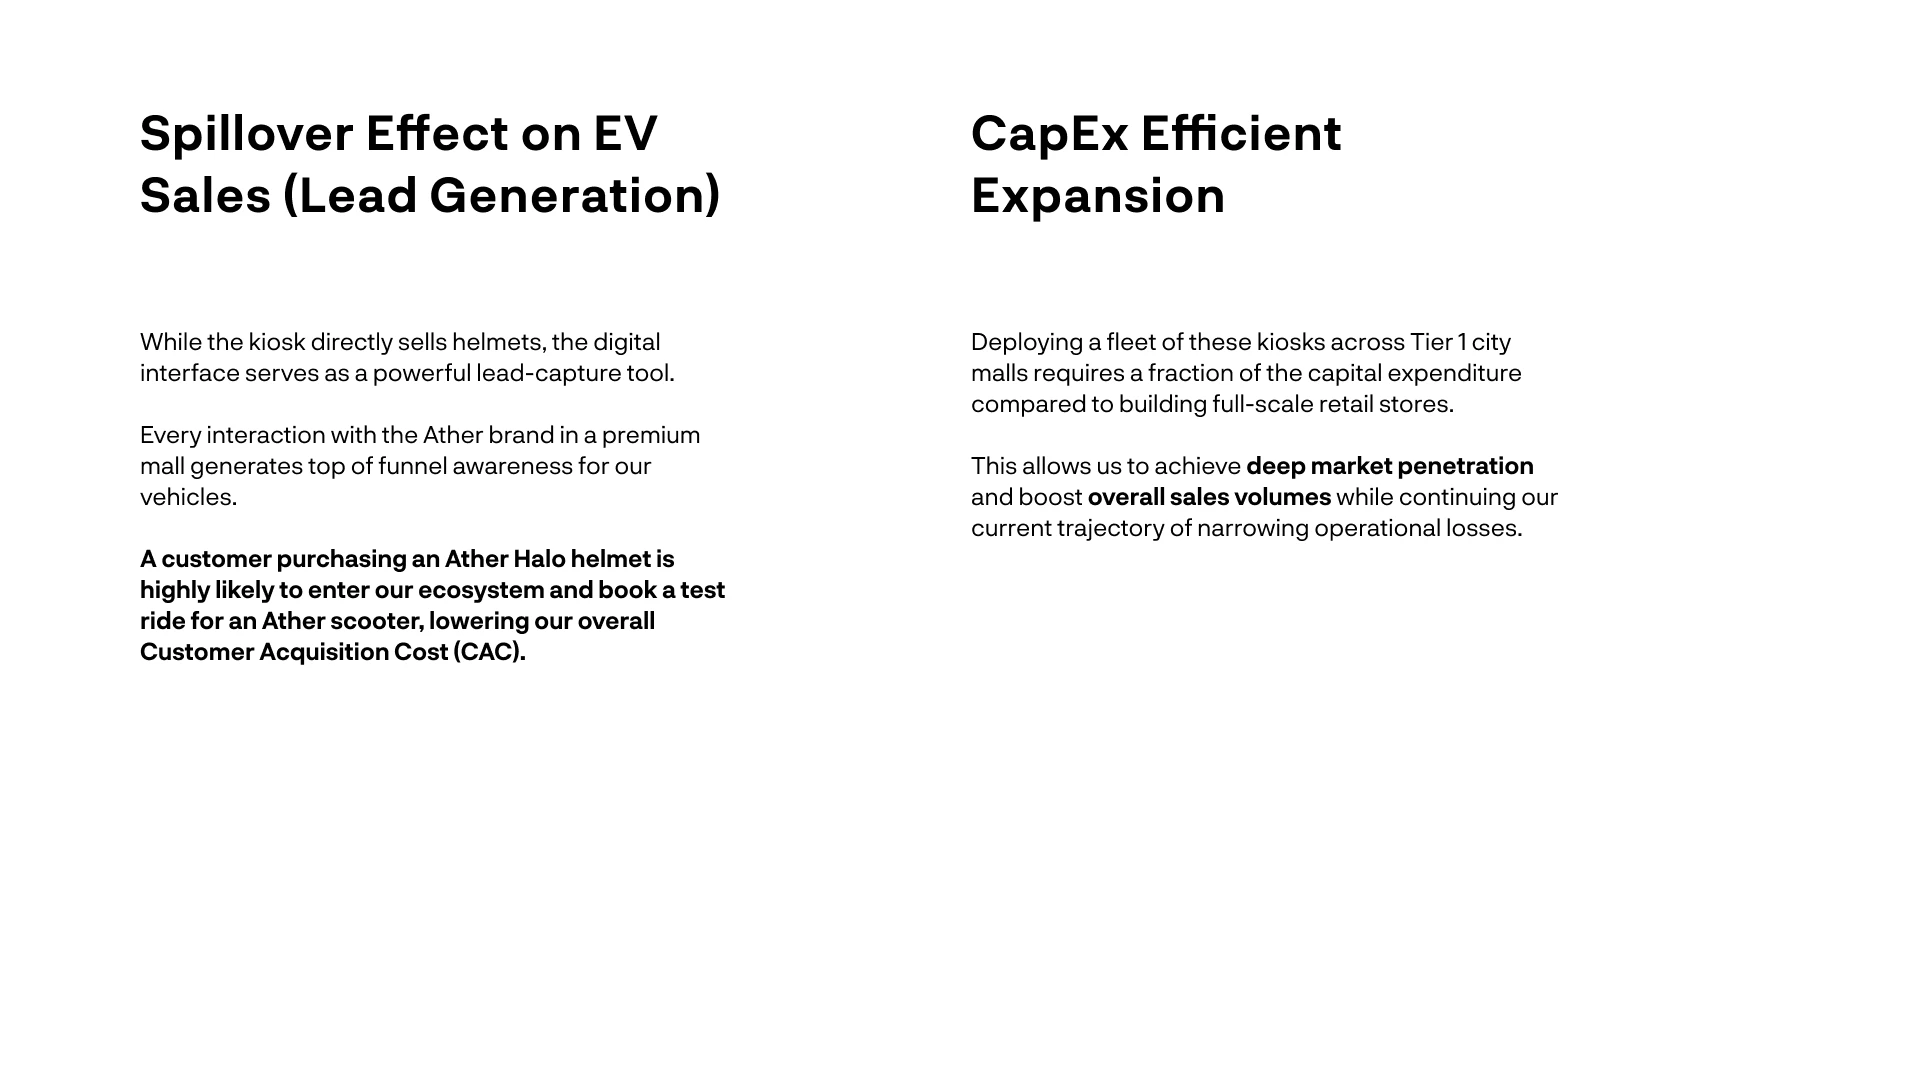 Spillover Effect on EV
Sales (Lead Generation)
While the kiosk directly sells helmets, the digital
interface serves as a powerful lead-capture tool.
Every interaction with the Ather brand in a premium
mall generates top of funnel awareness for our
vehicles.
A customer purchasing an Ather Halo helmet is
highly likely to enter our ecosystem and book a test
ride for an Ather scooter, lowering our overall
Customer Acquisition Cost (CAC).
CapEx Efficient
Expansion
Deploying a fleet of these kiosks across Tier 1 city
malls requires a fraction of the capital expenditure
compared to building full-scale retail stores.
This allows us to achieve deep market penetration
and boost overall sales volumes while continuing our
current trajectory of narrowing operational losses.